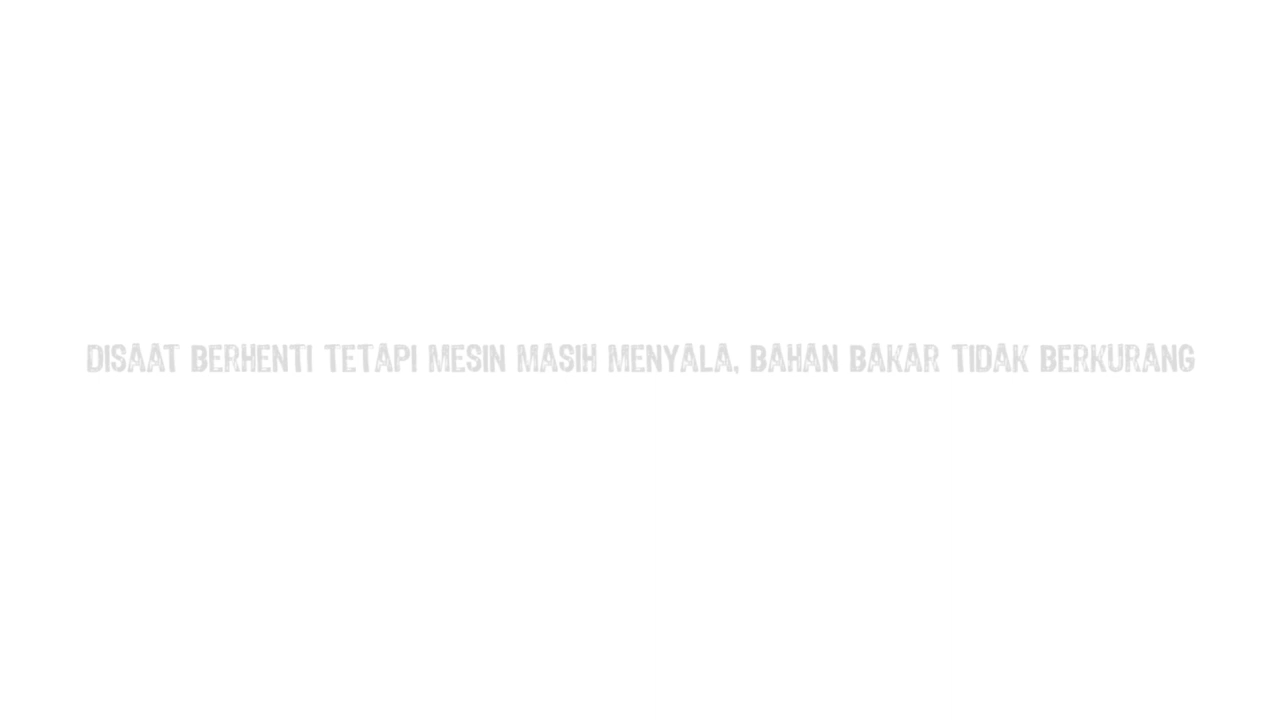 DISAAT BERHENTI TETAPI MESIN MASIH MENYALA, BAHAN BAKAR TIDAK BERKURANG